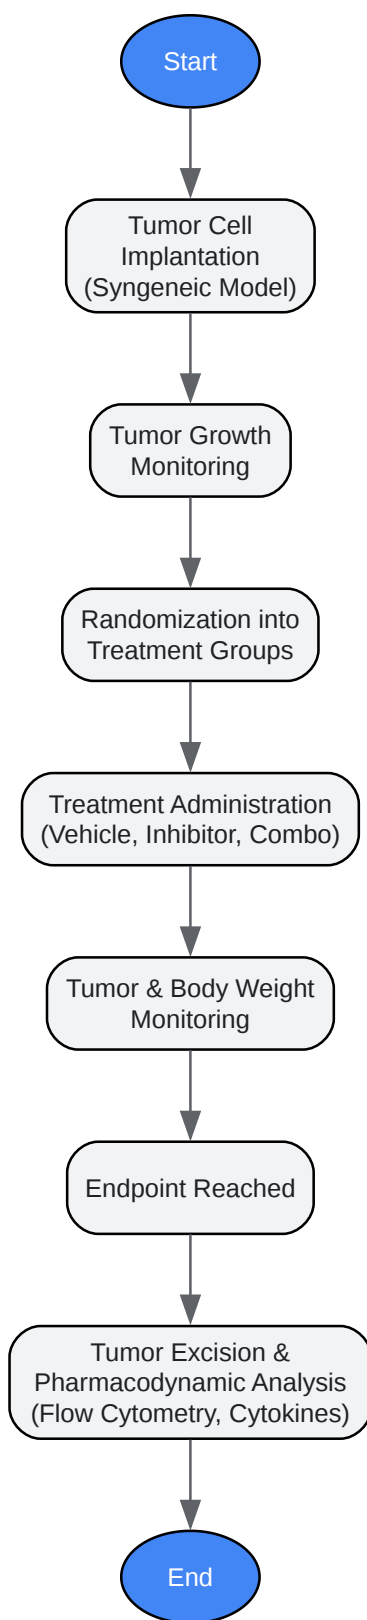 Start
Tumor Cell
Implantation
(Syngeneic Model)
Tumor Growth
Monitoring
Randomization into
Treatment Groups
Treatment Administration
(Vehicle, Inhibitor, Combo)
Tumor & Body Weight
Monitoring
Endpoint Reached
Tumor Excision &
Pharmacodynamic Analysis
(Flow Cytometry, Cytokines)
End